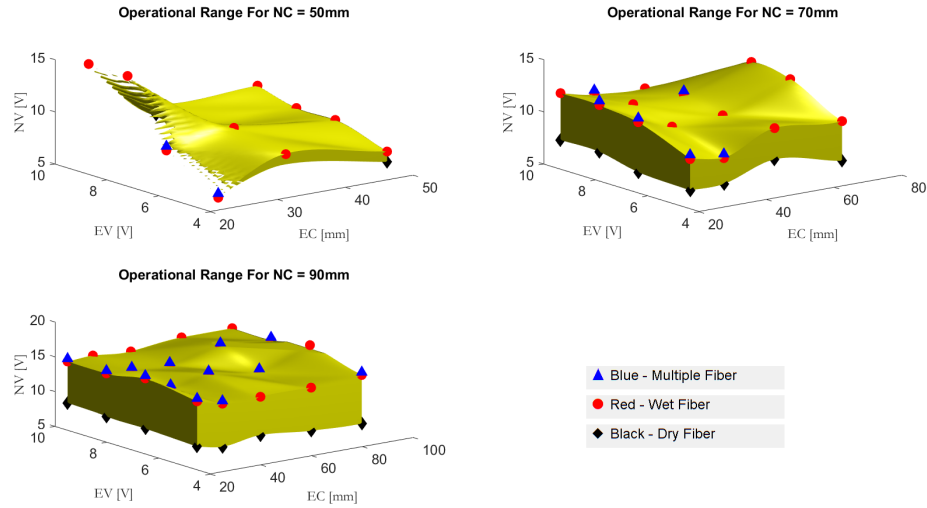 Operational Range For NC = 50mm
15
10
5
NV [V]
10
8
6
4
EV [V]
20
30
40
50
EC [mm]
Operational Range For NC = 70mm
15
10
5
NV [V]
10
8
6
4
EV [V]
20
40
60
80
EC [mm]
Operational Range For NC = 90mm
20
15
10
5
NV [V]
10
8
6
4
EV [V]
20
40
60
80
100
EC [mm]
Blue - Multiple Fiber
Red - Wet Fiber
Black - Dry Fiber